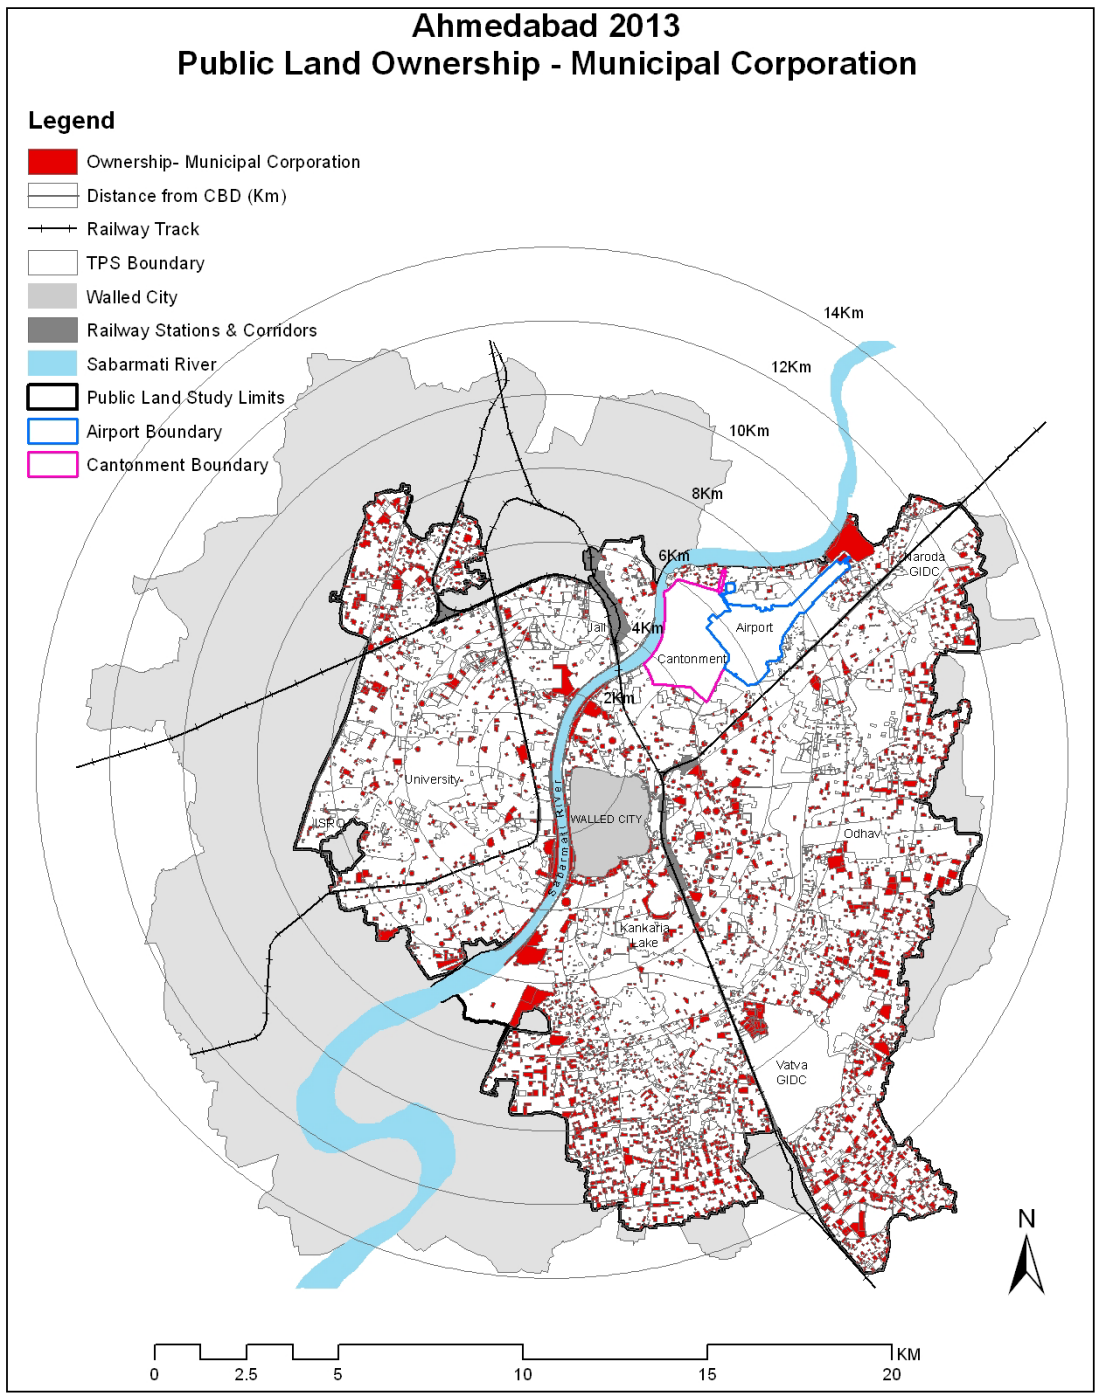 Ahmedabad 2013
Public Land Ownership - Municipal Corporation
Legend
Ownership- Municipal Corporation
Distance from CBD (Km)
Railway Track
TPS Boundary
Walled City
Railway Stations & Corridors
Sabarmati River
Public Land Study Limits
Airport Boundary
Cantonment Boundary
14Km
12Km
10Km
8Km
6Km
4Km
2Km
Naroda
GIDC
Jail
Airport
Cantonment
University
ISRO
WALLED CITY
Sabarmati River
Odhav
Kankaria
Lake
Vatva
GIDC
N
KM
0
2.5
5
10
15
20